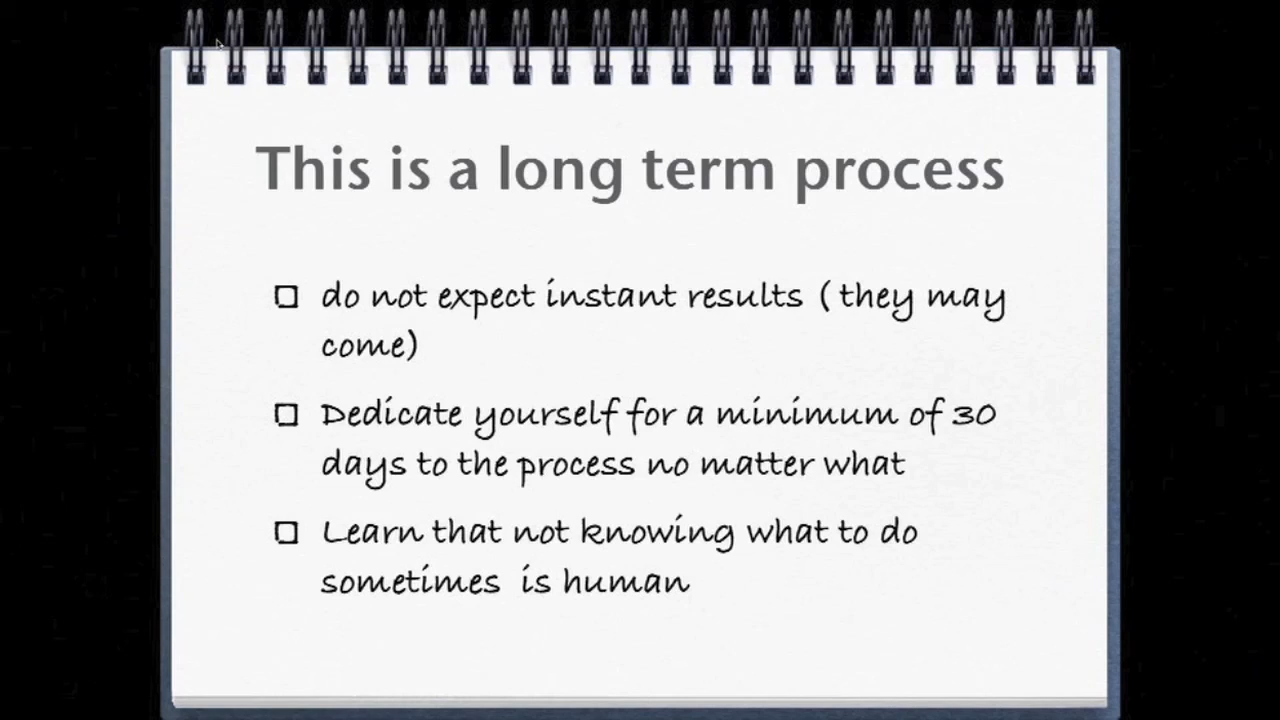 This is a long term process
do not expect instant results ( they may
come)
Dedicate yourself for a minimum of 30
days to the process no matter what
Learn that not knowing what to do
sometimes  is human